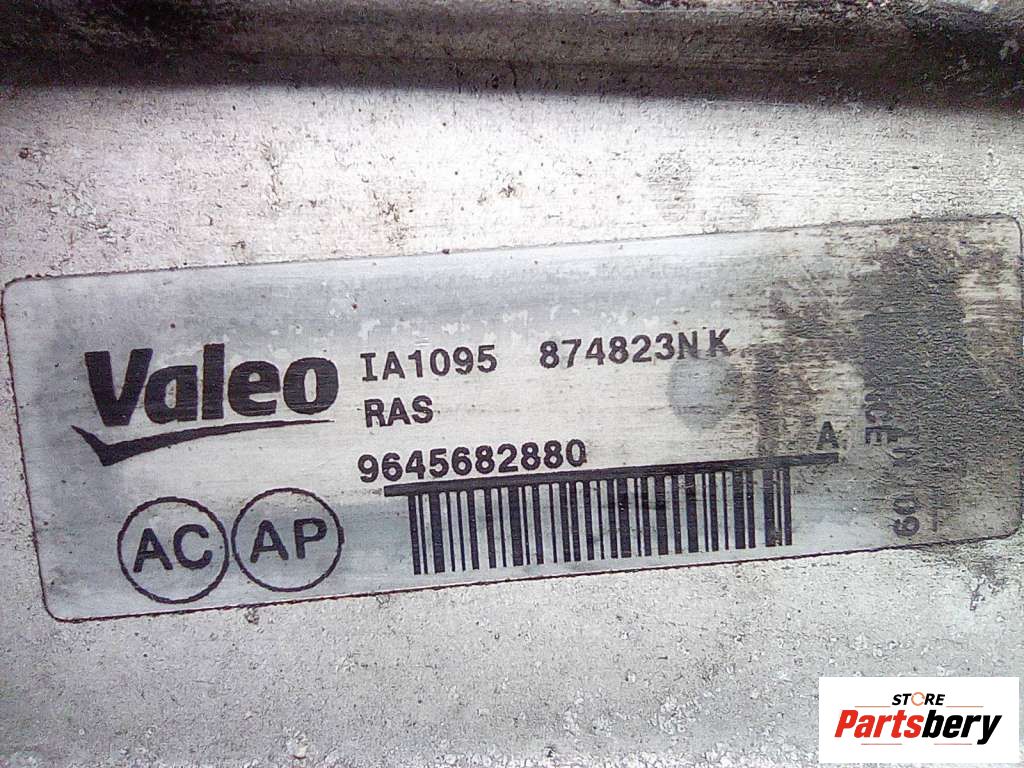 Valeo
IA1095 874823NK
RAS
9645682880
A
AC
AP
STORE
Partsbery